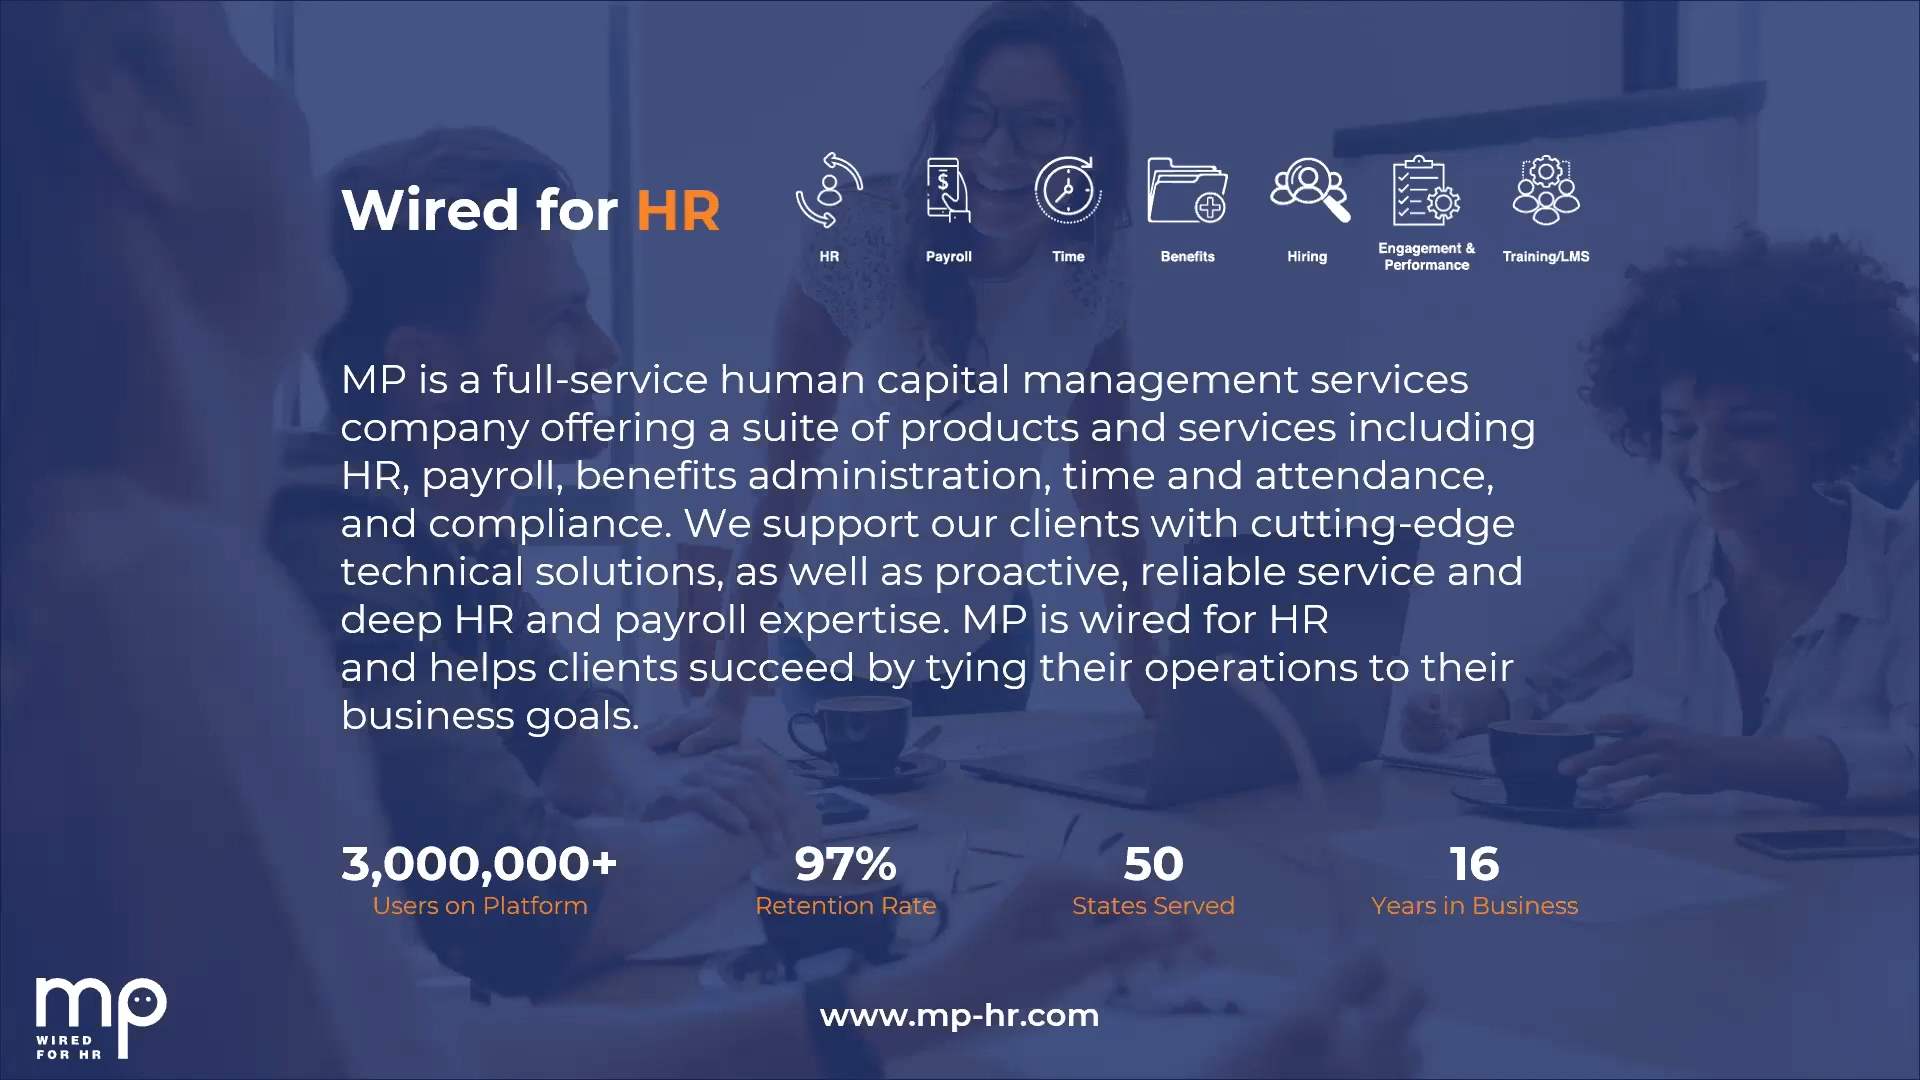 Wired for HR
HR
Payroll
Time
Benefits
Hiring
Engagement &
Performance
Training/LMS
MP is a full-service human capital management services
company offering a suite of products and services including
HR, payroll, benefits administration, time and attendance,
and compliance. We support our clients with cutting-edge
technical solutions, as well as proactive, reliable service and
deep HR and payroll expertise. MP is wired for HR
and helps clients succeed by tying their operations to their
business goals.
3,000,000+
Users on Platform
97%
Retention Rate
50
States Served
16
Years in Business
mp
WIRED
FOR HR
www.mp-hr.com